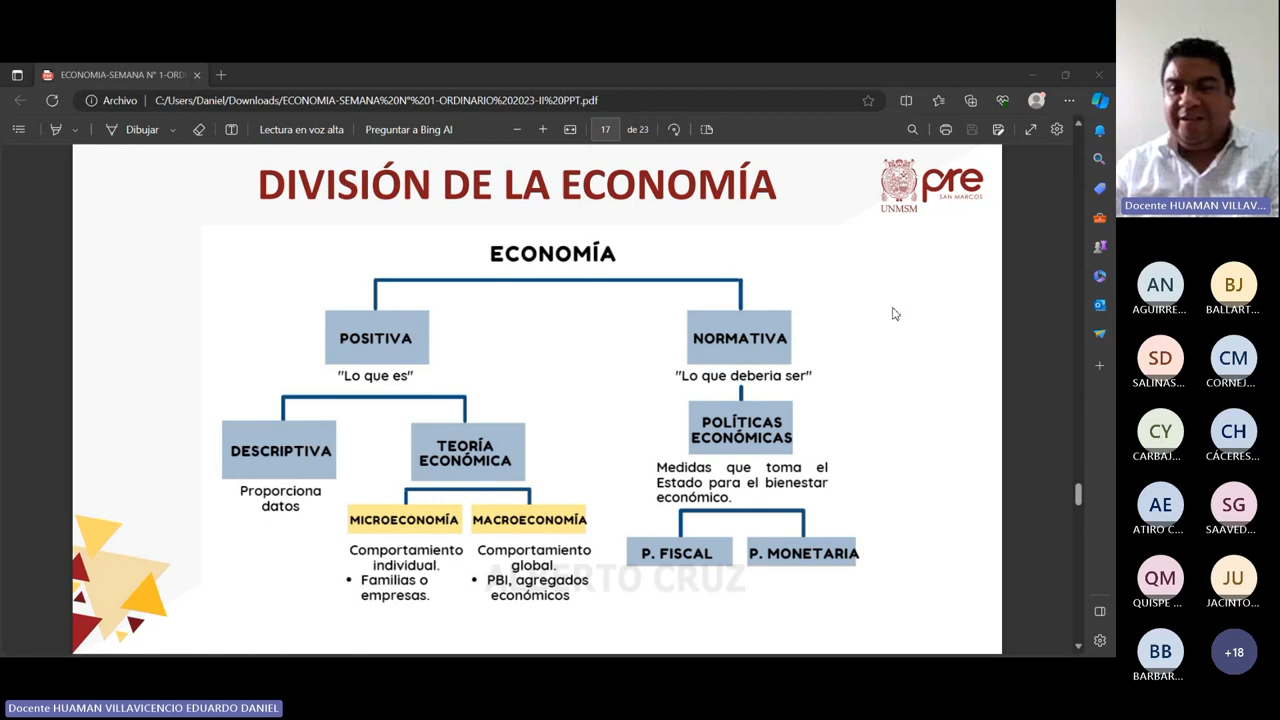 ECONOMIA-SEMANA N° 1-ORDI
Archivo
C:/Users/Daniel/Downloads/ECONOMIA-SEMANA%20N°%201-ORDINARIO%202023-II%20PPT.pdf
Dibujar
Lectura en voz alta
Preguntar a Bing AI
17
de 23
DIVISIÓN DE LA ECONOMÍA
UNMSM
pre
SAN MARCOS
ECONOMÍA
POSITIVA
NORMATIVA
"Lo que es"
"Lo que deberia ser"
DESCRIPTIVA
TEORÍA
ECONÓMICA
POLÍTICAS
ECONÓMICAS
Proporciona
datos
Medidas que toma el
Estado para el bienestar
económico.
MICROECONOMÍA
MACROECONOMÍA
Comportamiento
individual.
• Familias o
empresas.
Comportamiento
global.
• PBI, agregados
económicos
P. FISCAL
P. MONETARIA
Docente HUAMAN VILLAV...
AN
AGUIRRE...
BJ
BALLART...
SD
SALINAS...
CM
CORNEJ...
CY
CARBAJ...
CH
CÁCERES...
AE
ATIRO C...
SG
SAAVED...
QM
QUISPE ...
JU
JACINTO...
BB
BARBAR...
+18
Docente HUAMAN VILLAVICENCIO EDUARDO DANIEL